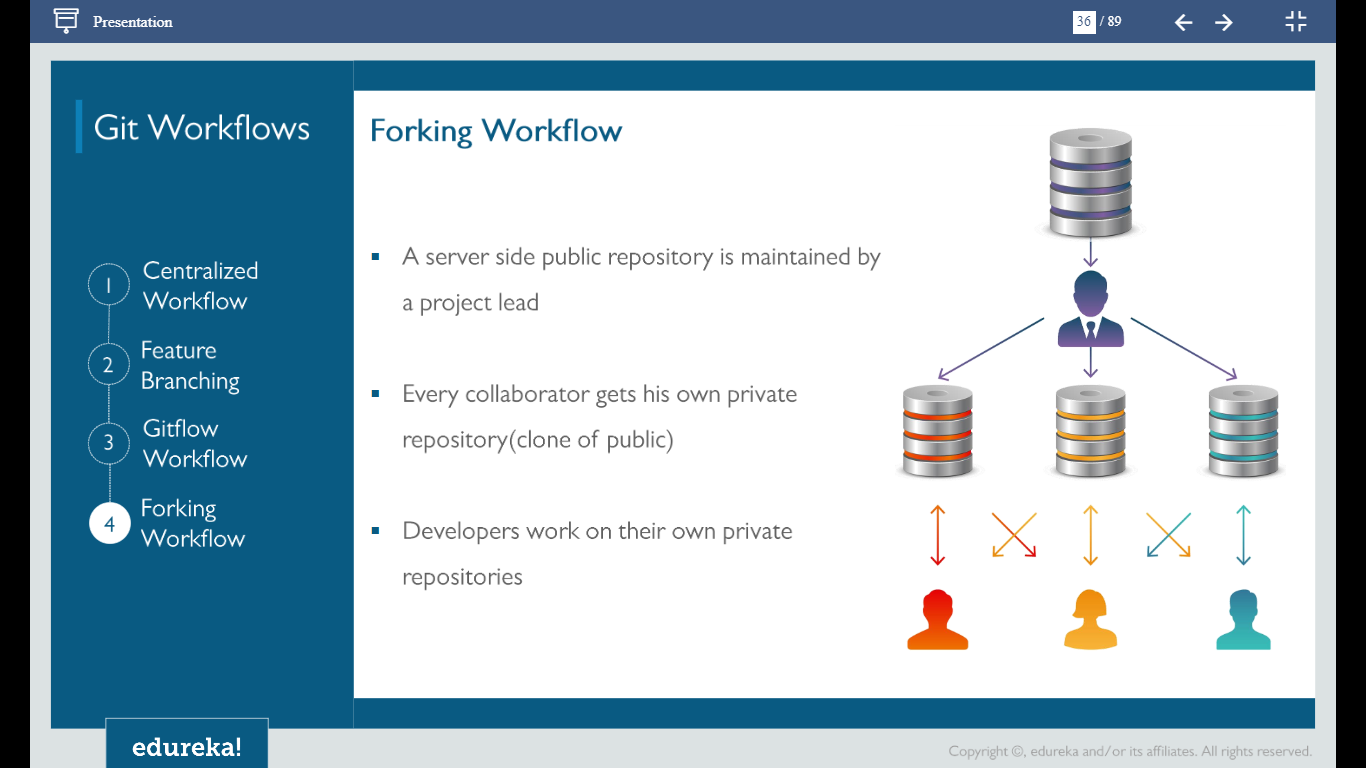 Presentation
36 / 89
Git Workflows
1
Centralized
Workflow
2
Feature
Branching
3
Gitflow
Workflow
4
Forking
Workflow
Forking Workflow
▪ A server side public repository is maintained by
a project lead
▪ Every collaborator gets his own private
repository(clone of public)
▪ Developers work on their own private
repositories
edureka!
Copyright ©, edureka and/or its affiliates. All rights reserved.